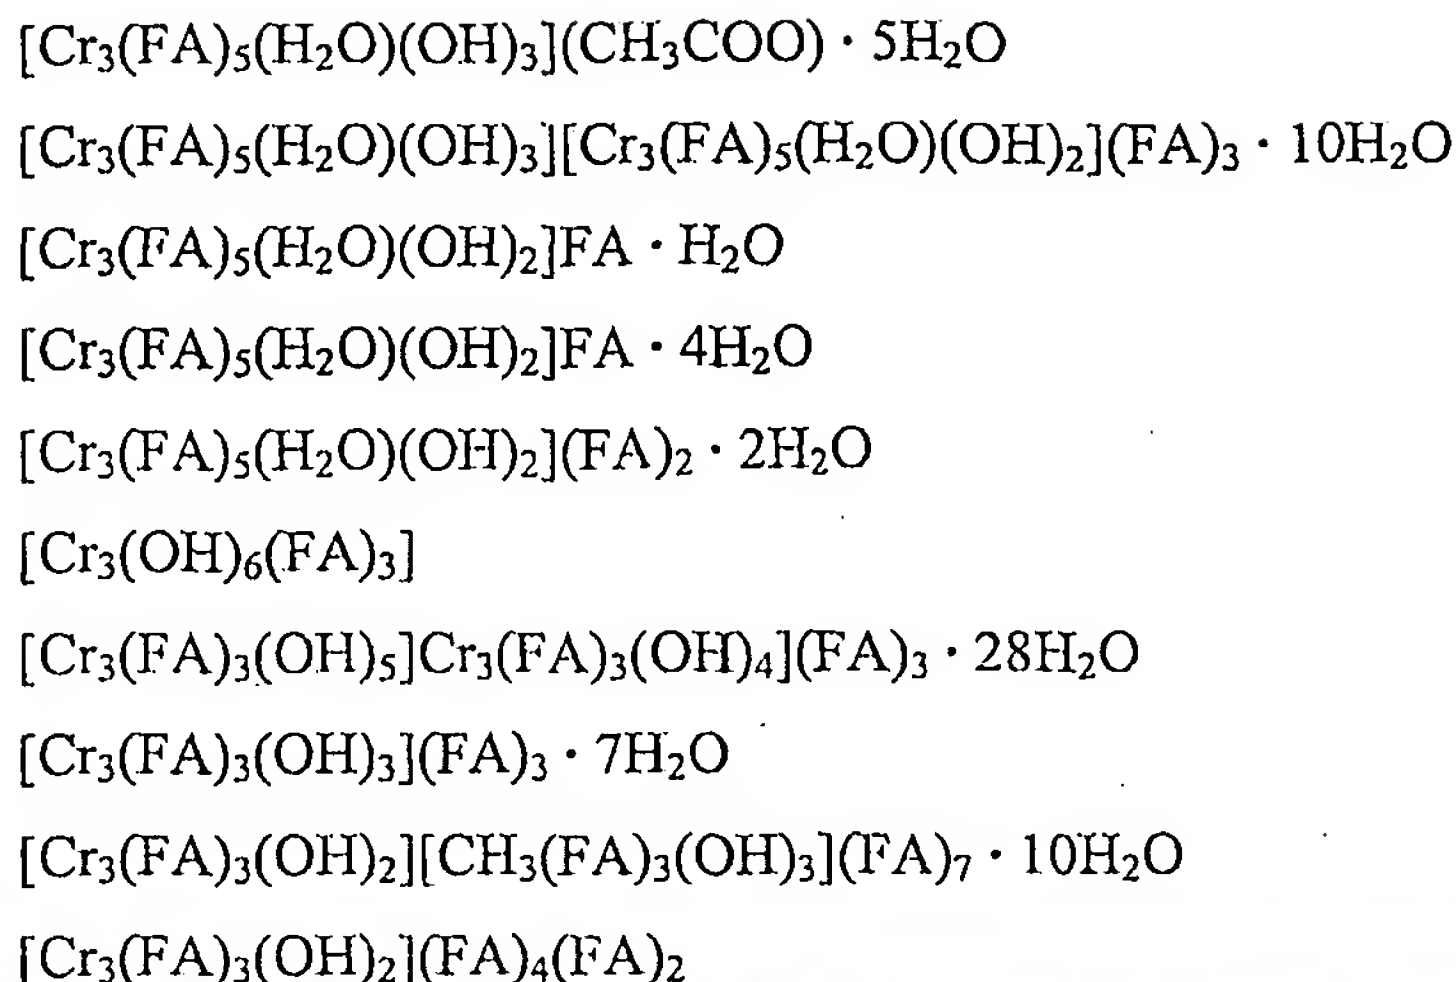 [Cr₃(FA)₅(H₂O)(OH)₃](CH₃COO) · 5H₂O
[Cr₃(FA)₅(H₂O)(OH)₃][Cr₃(FA)₅(H₂O)(OH)₂](FA)₃ · 10H₂O
[Cr₃(FA)₅(H₂O)(OH)₂]FA · H₂O
[Cr₃(FA)₅(H₂O)(OH)₂]FA · 4H₂O
[Cr₃(FA)₅(H₂O)(OH)₂](FA)₂ · 2H₂O
[Cr₃(OH)₆(FA)₃]
[Cr₃(FA)₃(OH)₅]Cr₃(FA)₃(OH)₄](FA)₃ · 28H₂O
[Cr₃(FA)₃(OH)₃](FA)₃ · 7H₂O
[Cr₃(FA)₃(OH)₂][CH₃(FA)₃(OH)₃](FA)₇ · 10H₂O
[Cr₃(FA)₃(OH)₂](FA)₄(FA)₂